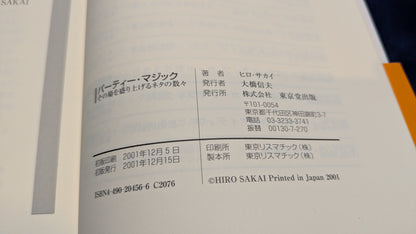 SAKAI
パーティー・マジック
その場を盛り上げるネタの数々
著者 ヒロ・サカイ
発行者 大橋信夫
発行所 株式会社 東京堂出版
〒101-0054
東京都千代田区神田錦町3-7
電話 03-3233-3741
振替 00130-7-270
初版印刷 2001年12月5日
初版発行 2001年12月15日
印刷所 東京リスマチック(株)
製本所 東京リスマチック(株)
ISBN4-490-20456-6 C2076
©HIRO SAKAI Printed in Japan 2001